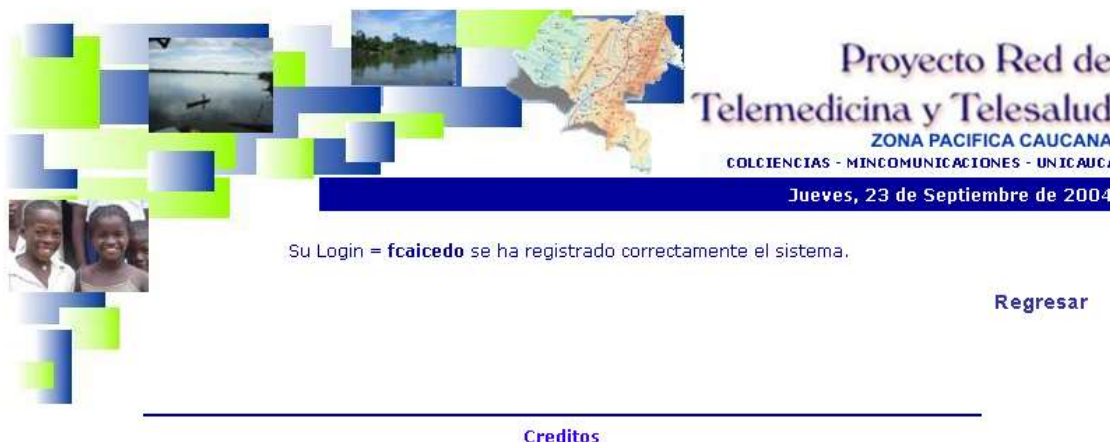 Proyecto Red de
Telemedicina y Telesalud
ZONA PACIFICA CAUCANA
COLCIENCIAS - MINCOMUNICACIONES - UNICAUCA
Jueves, 23 de Septiembre de 2004
Su Login = fcaicedo se ha registrado correctamente el sistema.
Regresar
Creditos